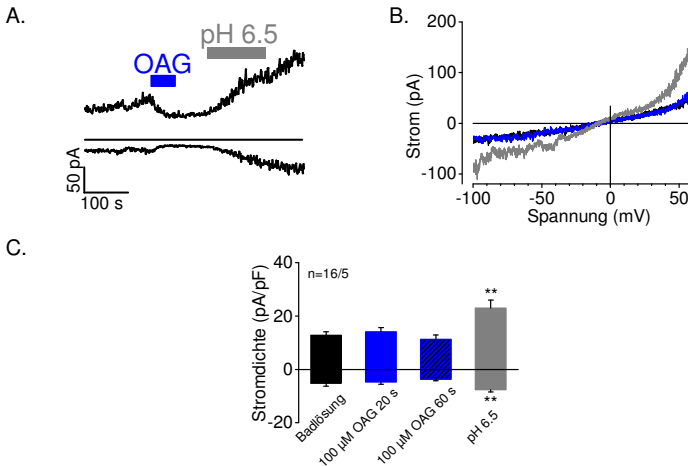 A.
OAG
pH 6.5
50 pA
100 s
B.
Strom (pA)
200
100
0
-100
-100
-50
0
50
Spannung (mV)
C.
Stromdichte (pA/pF)
n=16/5
40
20
0
-20
**
**
Badlösung
100 µM OAG 20 s
100 µM OAG 60 s
pH 6.5